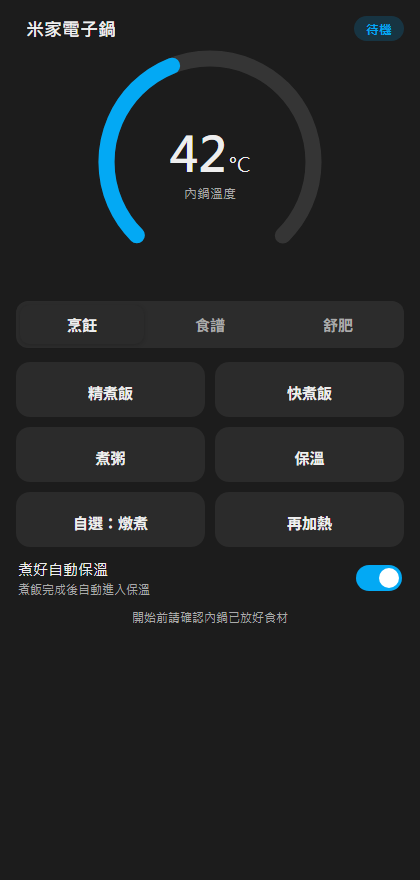 米家電子鍋
待機
42°C
內鍋溫度
烹飪
食譜
舒肥
精煮飯
快煮飯
煮粥
保溫
自選：燉煮
再加熱
煮好自動保溫
煮飯完成後自動進入保溫
開始前請確認內鍋已放好食材